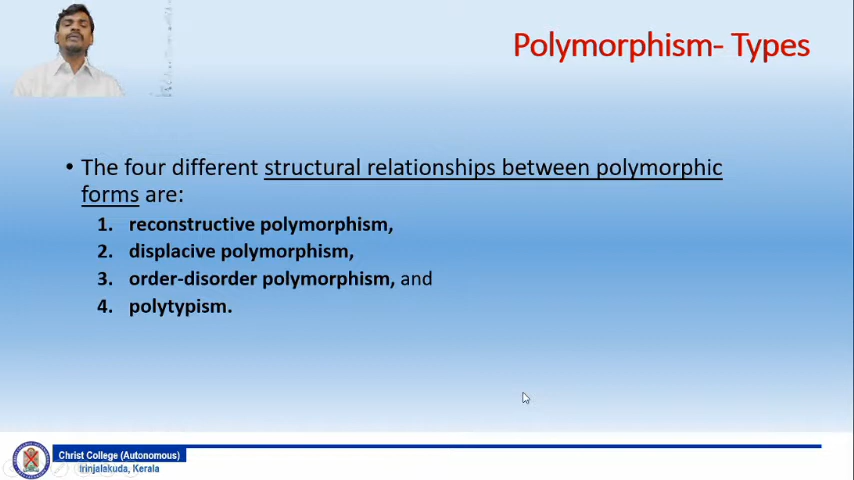 Polymorphism- Types
• The four different structural relationships between polymorphic
forms are:
1. reconstructive polymorphism,
2. displacive polymorphism,
3. order-disorder polymorphism, and
4. polytypism.
Christ College (Autonomous)
Irinjalakuda, Kerala